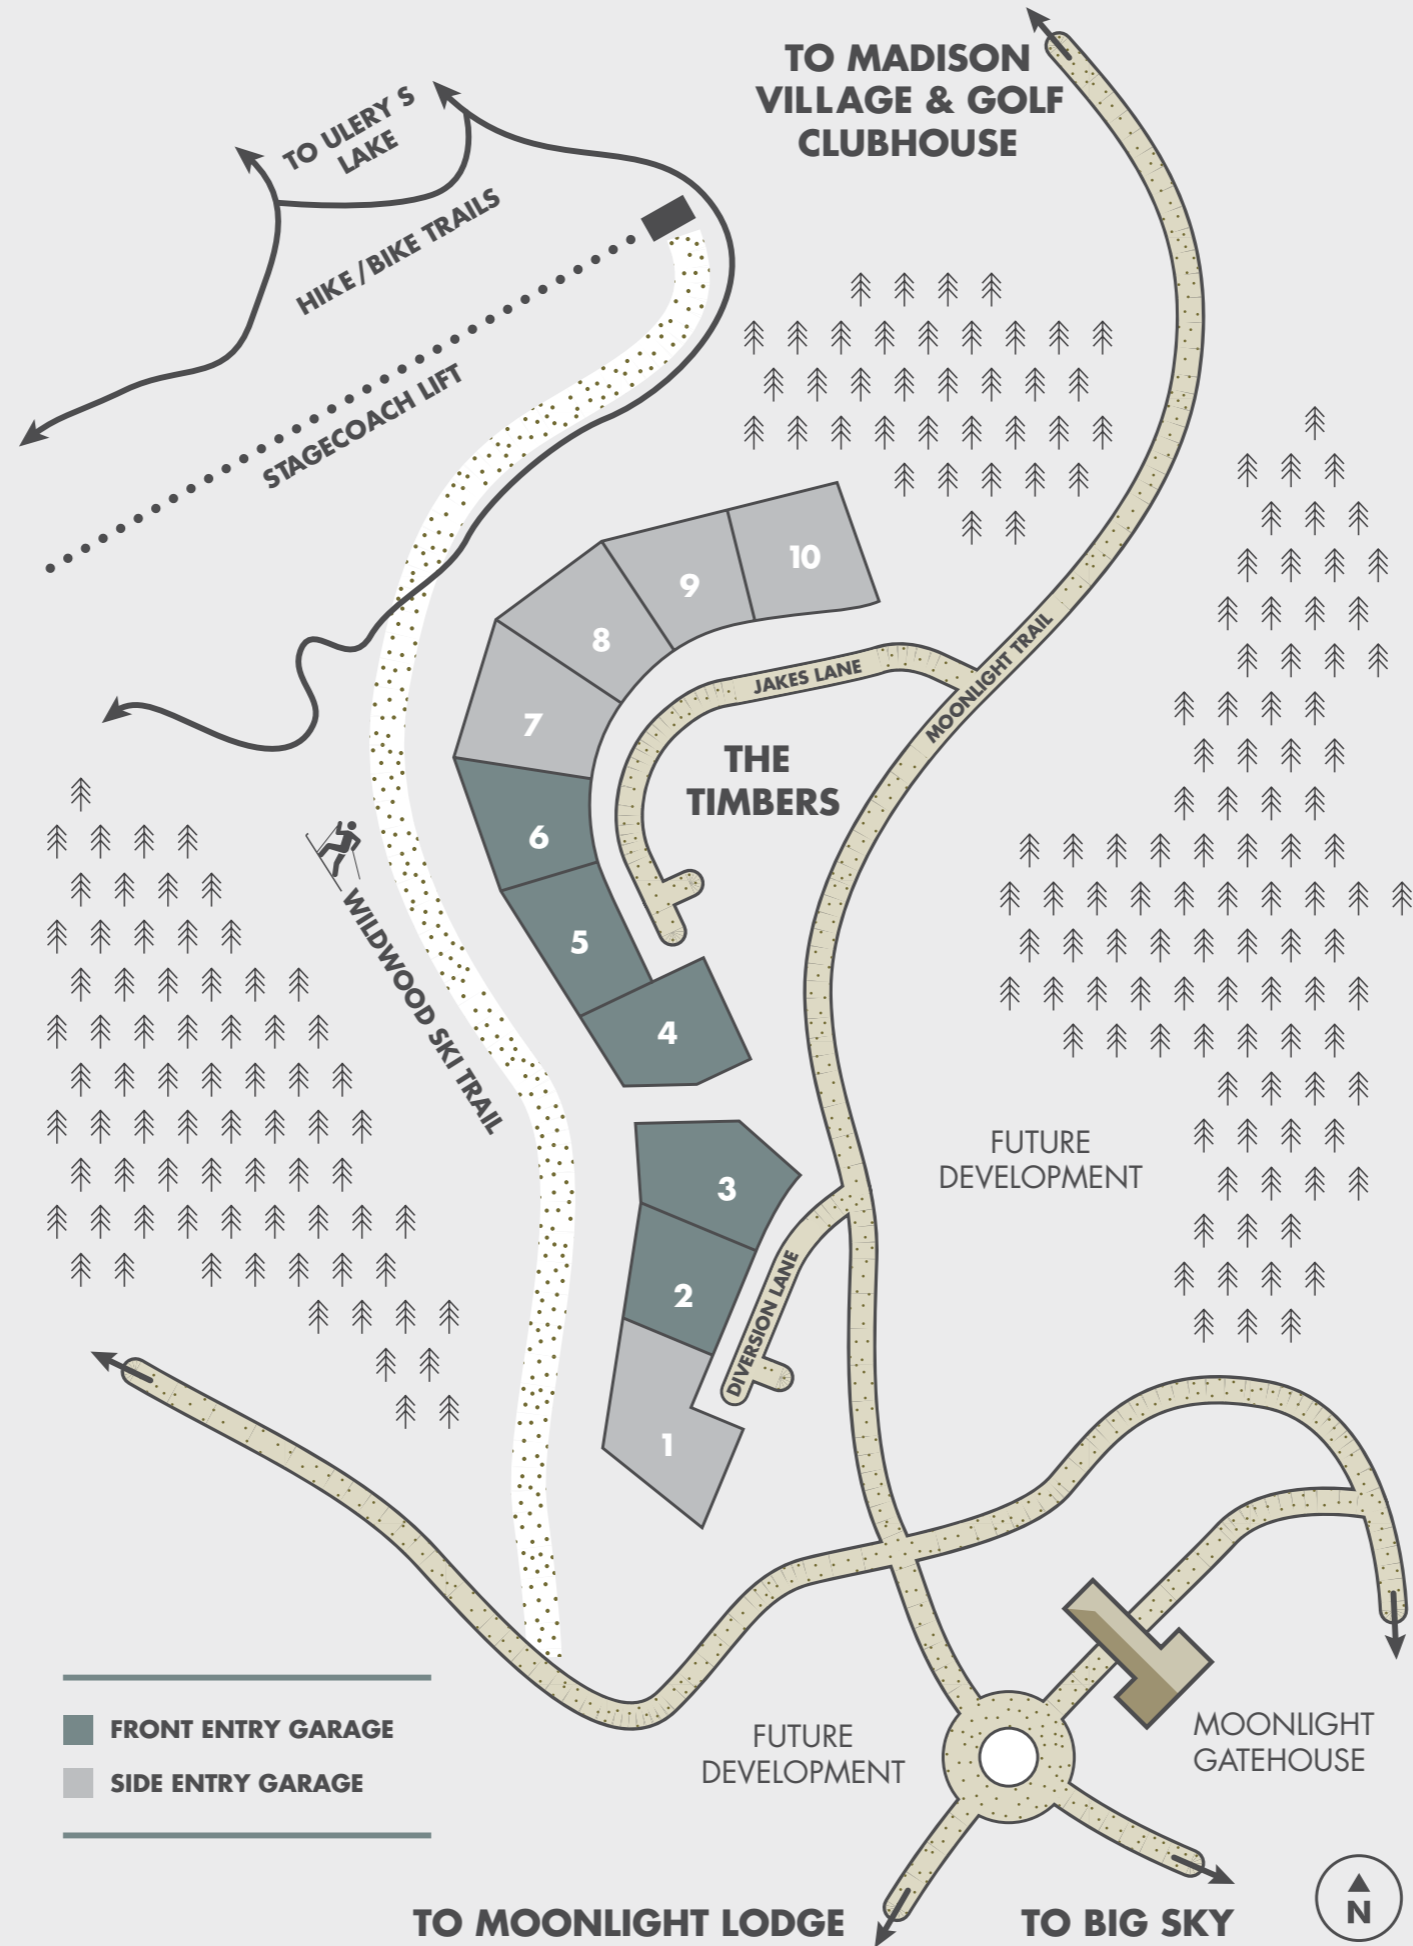 TO MADISON
VILLAGE & GOLF
CLUBHOUSE
TO ULERY S
LAKE
HIKE/BIKE TRAILS
STAGECOACH LIFT
10
9
8
7
JAKES LANE
MOONLIGHT TRAIL
THE
TIMBERS
6
5
4
WILDWOOD SKI TRAIL
FUTURE
DEVELOPMENT
3
2
DIVERSION LANE
1
FRONT ENTRY GARAGE
SIDE ENTRY GARAGE
FUTURE
DEVELOPMENT
MOONLIGHT
GATEHOUSE
TO MOONLIGHT LODGE
TO BIG SKY
N